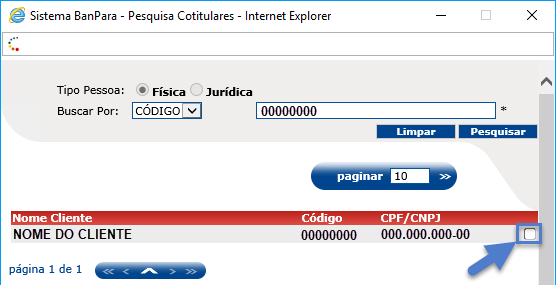 Sistema BanPara - Pesquisa Cotitulares - Internet Explorer
Tipo Pessoa: Física Jurídica
Buscar Por: CÓDIGO 00000000 *
Limpar Pesquisar
paginar 10 >>
Nome Cliente Código CPF/CNPJ
NOME DO CLIENTE 00000000 000.000.000-00
página 1 de 1 << < > >>